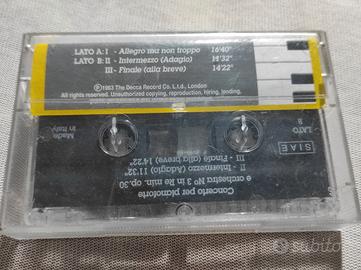 LATO A: I - Allegro ma non troppo 16'40"
LATO B: II - Intermezzo (Adagio) 14'32"
III - Finale (alla breve) 14'22"
℗1963 The Decca Record Co. L.t.d., London
All rights reserved. Unauthorized copying, reproduction, hiring, lending,
Concerto per pianoforte
e orchestra N° 3 in Re min. op.30
II - Intermezzo (Adagio) 11'32"
III - Finale (alla breve) 14'22"
LATO
B
SIAE
Made
in Italy
subito